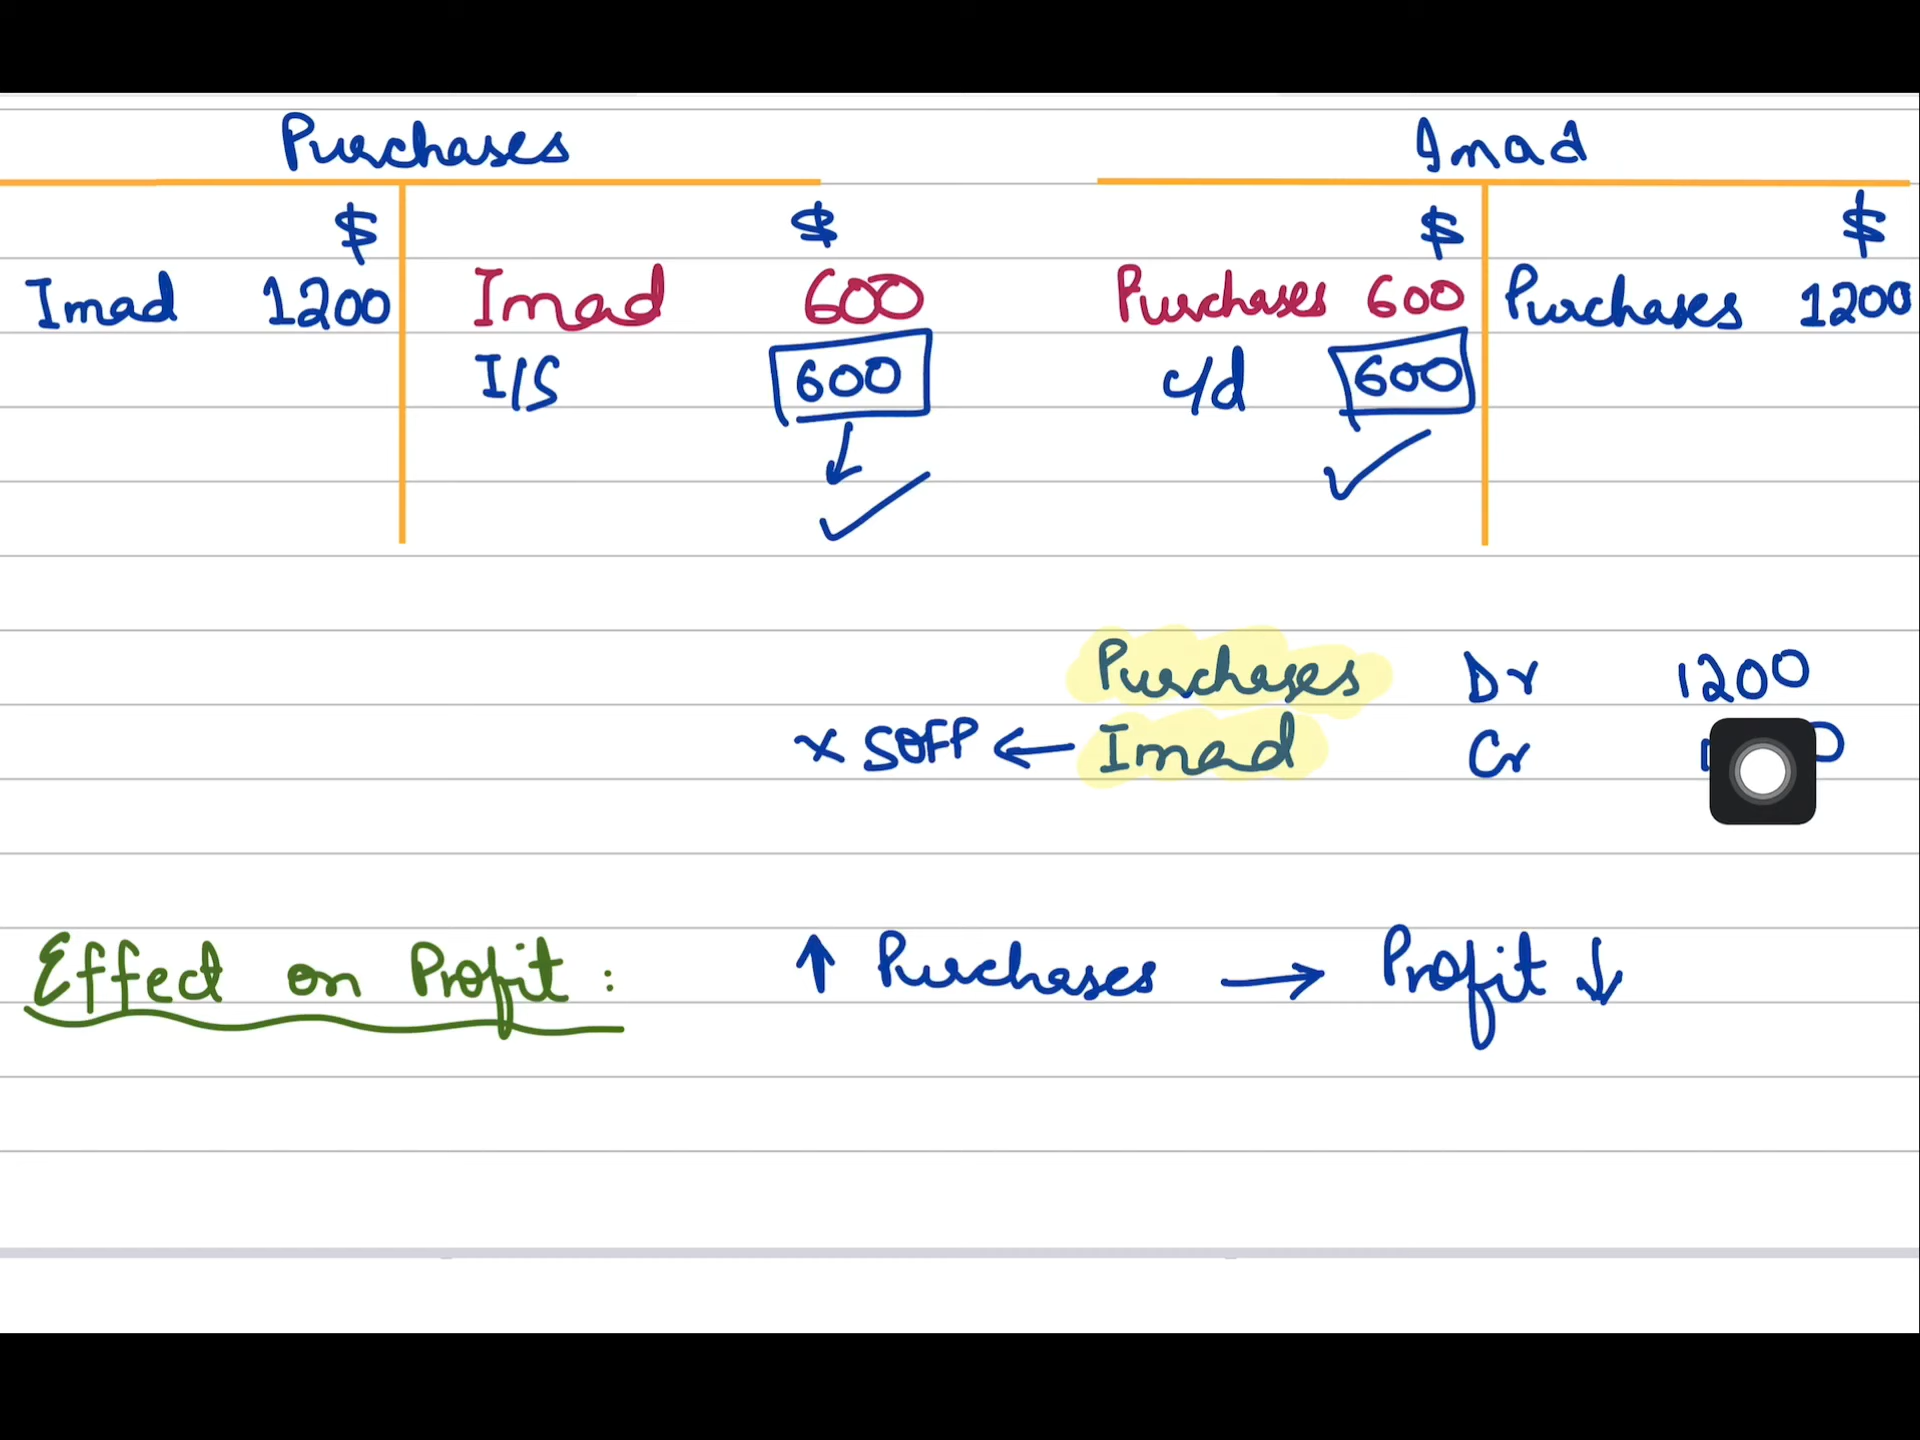 Purchases Imad
$ $ $ $
Imad 1200 Imad 600 Purchases 600 Purchases 1200
I/S 600 c/d 600
Purchases Dr 1200
x SOFP ← Imad Cr
Effect on Profit : ↑ Purchases → Profit ↓